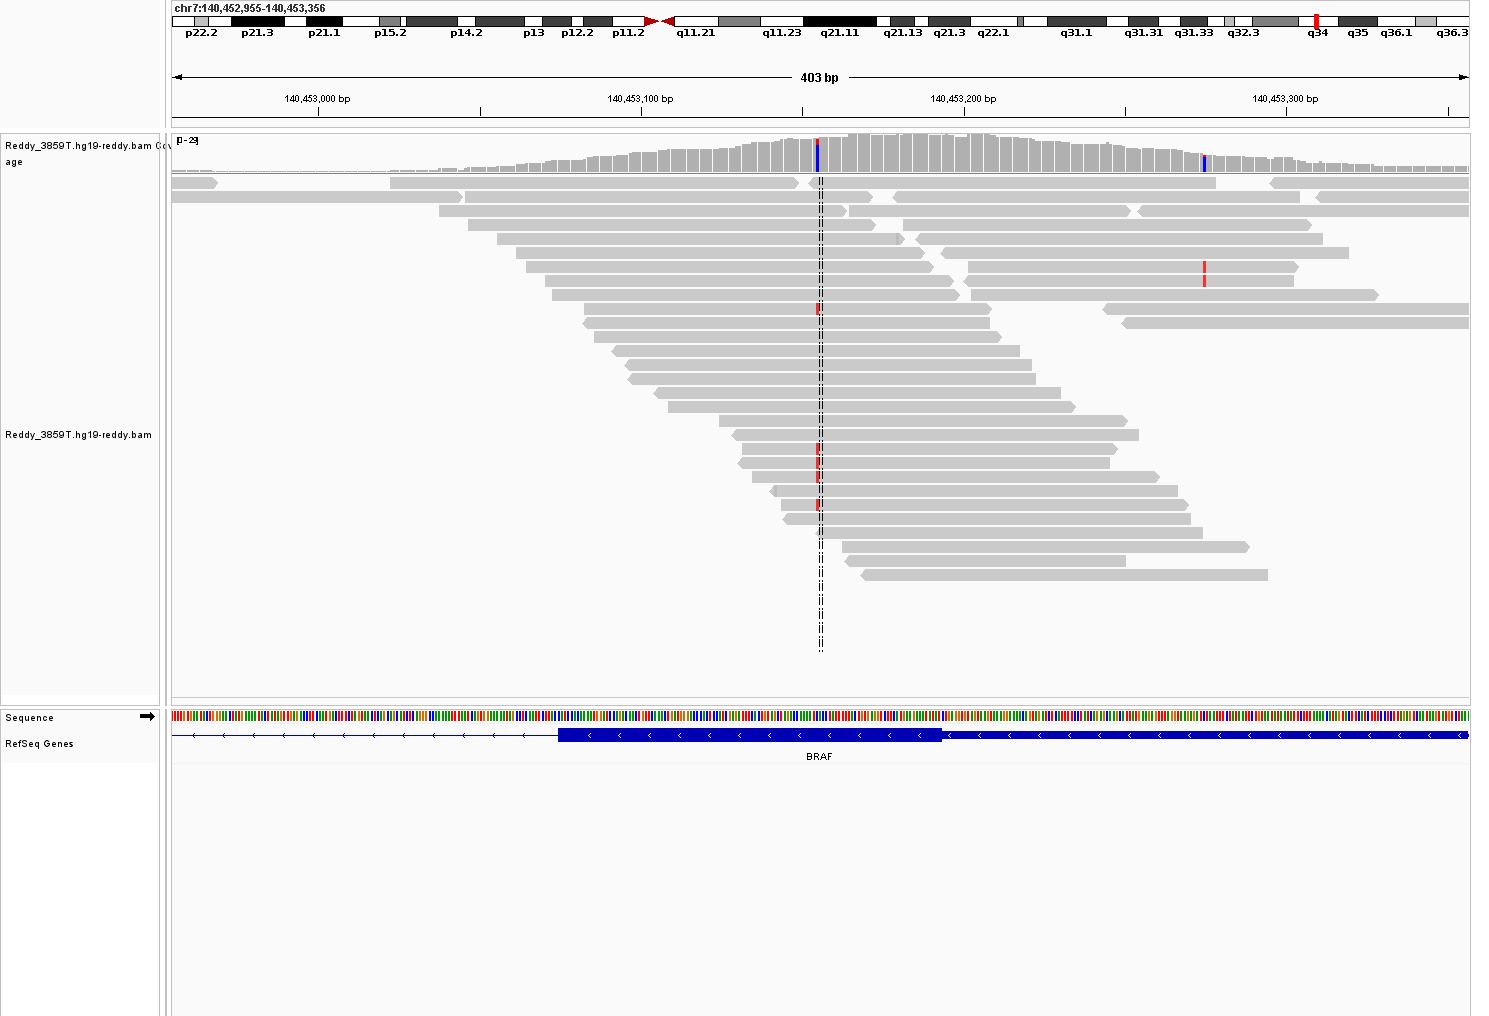 chr7:140,452,955-140,453,356
p22.2 p21.3 p21.1 p15.2 p14.2 p13 p12.2 p11.2 q11.21 q11.23 q21.11 q21.13 q21.3 q22.1 q31.1 q31.31 q31.33 q32.3 q34 q35 q36.1 q36.3
403 bp
140,453,000 bp 140,453,100 bp 140,453,200 bp 140,453,300 bp
Reddy_3859T.hg19-reddy.bam Cov
age
[0 - 29]
Reddy_3859T.hg19-reddy.bam
Sequence
RefSeq Genes
BRAF